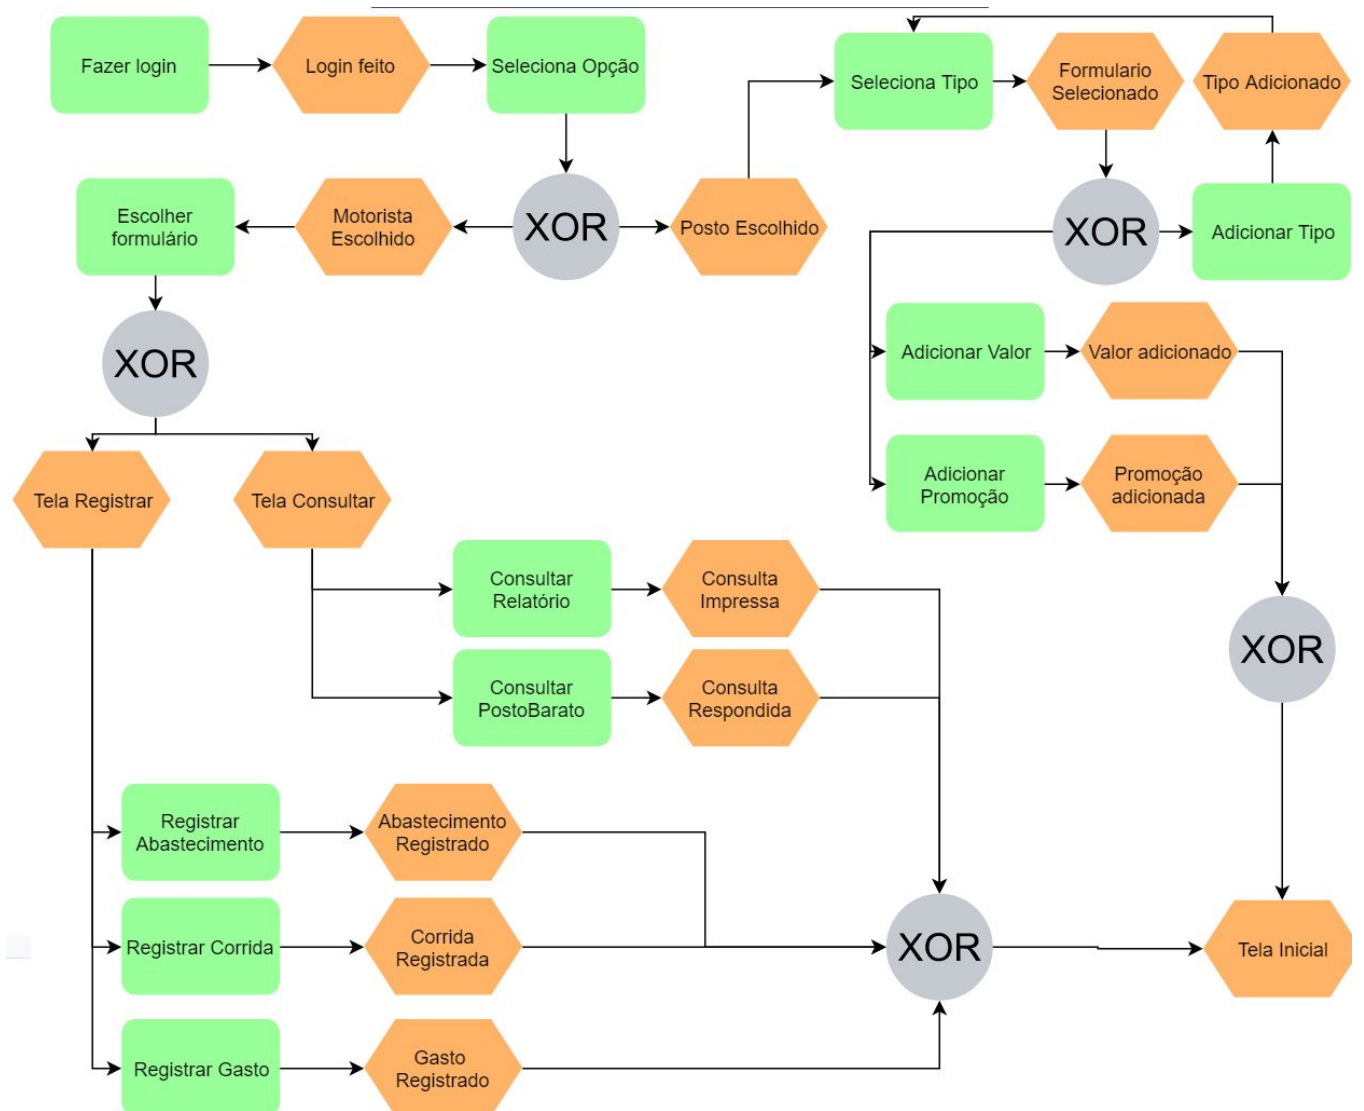 Fazer login
Login feito
Seleciona Opção
Seleciona Tipo
Formulario
Selecionado
Tipo Adicionado
Escolher
formulário
Motorista
Escolhido
XOR
Posto Escolhido
XOR
Adicionar Tipo
XOR
Adicionar Valor
Valor adicionado
Adicionar
Promoção
Promoção
adicionada
Tela Registrar
Tela Consultar
Consultar
Relatório
Consulta
Impressa
XOR
Consultar
PostoBarato
Consulta
Respondida
Registrar
Abastecimento
Abastecimento
Registrado
Registrar Corrida
Corrida
Registrada
XOR
Tela Inicial
Registrar Gasto
Gasto
Registrado